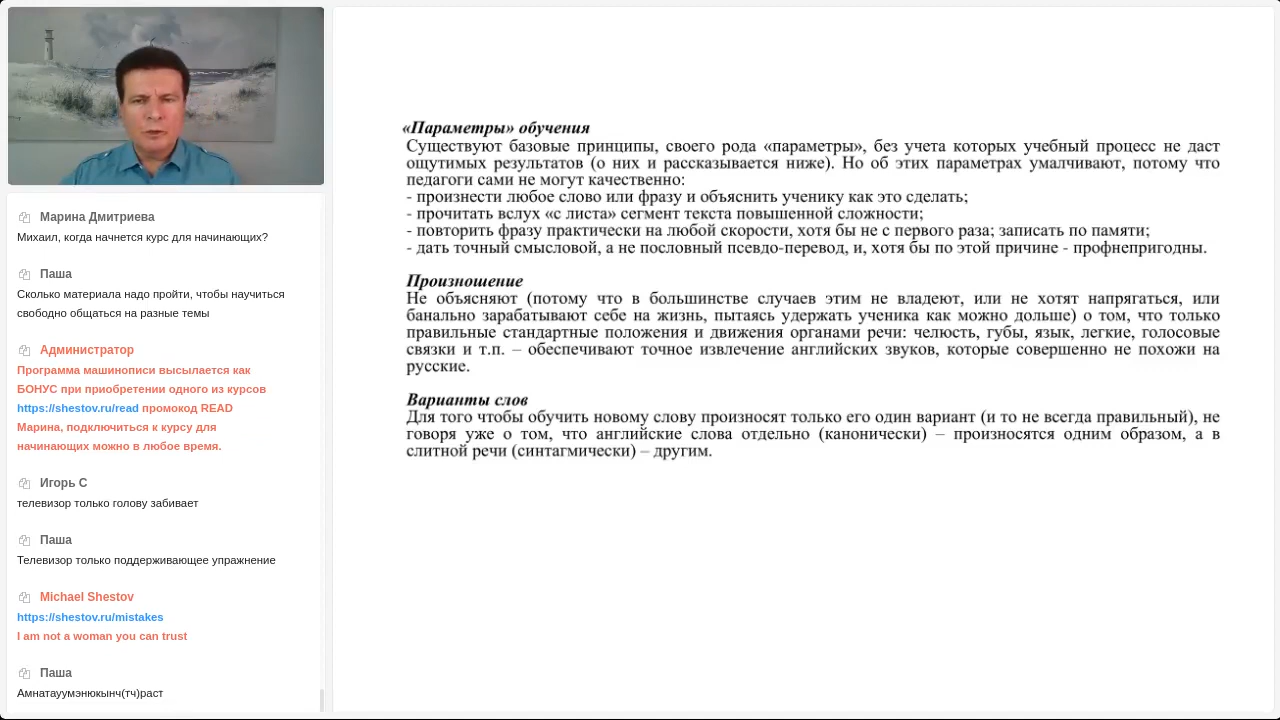 Марина Дмитриева
Михаил, когда начнется курс для начинающих?
Паша
Сколько материала надо пройти, чтобы научиться
свободно общаться на разные темы
Администратор
Программа машинописи высылается как
БОНУС при приобретении одного из курсов
https://shestov.ru/read промокод READ
Марина, подключиться к курсу для
начинающих можно в любое время.
Игорь С
телевизор только голову забивает
Паша
Телевизор только поддерживающее упражнение
Michael Shestov
https://shestov.ru/mistakes
I am not a woman you can trust
Паша
Амнатауумэнюкынч(тч)раст
«Параметры» обучения
Существуют базовые принципы, своего рода «параметры», без учета которых учебный процесс не даст
ощутимых результатов (о них и рассказывается ниже). Но об этих параметрах умалчивают, потому что
педагоги сами не могут качественно:
- произнести любое слово или фразу и объяснить ученику как это сделать;
- прочитать вслух «с листа» сегмент текста повышенной сложности;
- повторить фразу практически на любой скорости, хотя бы не с первого раза; записать по памяти;
- дать точный смысловой, а не пословный псевдо-перевод, и, хотя бы по этой причине - профнепригодны.
Произношение
Не объясняют (потому что в большинстве случаев этим не владеют, или не хотят напрягаться, или
банально зарабатывают себе на жизнь, пытаясь удержать ученика как можно дольше) о том, что только
правильные стандартные положения и движения органами речи: челюсть, губы, язык, легкие, голосовые
связки и т.п. – обеспечивают точное извлечение английских звуков, которые совершенно не похожи на
русские.
Варианты слов
Для того чтобы обучить новому слову произносят только его один вариант (и то не всегда правильный), не
говоря уже о том, что английские слова отдельно (канонически) – произносятся одним образом, а в
слитной речи (синтагмически) – другим.